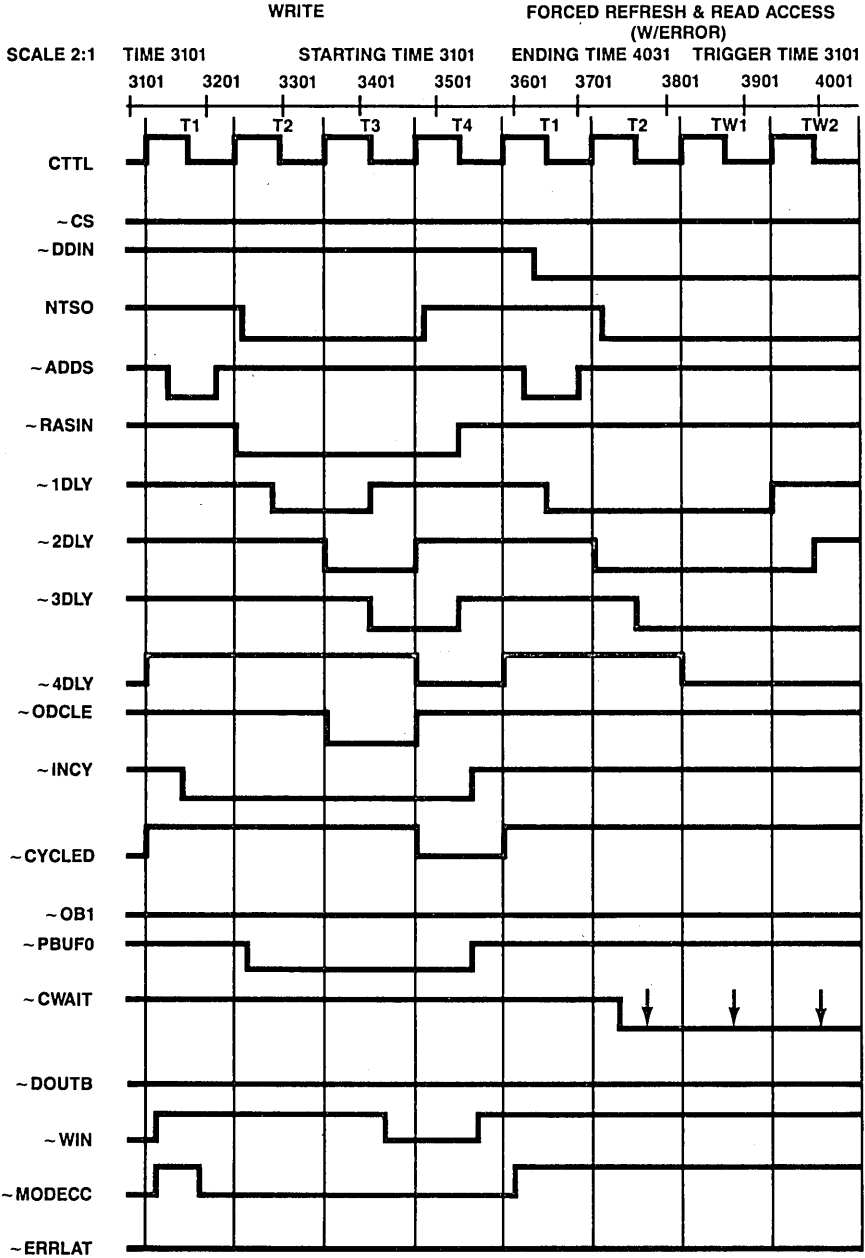 WRITE FORCED REFRESH & READ ACCESS
(W/ERROR)
SCALE 2:1 TIME 3101 STARTING TIME 3101 ENDING TIME 4031 TRIGGER TIME 3101
3101 3201 3301 3401 3501 3601 3701 3801 3901 4001
T1 T2 T3 T4 T1 T2 TW1 TW2
CTTL
~CS
~DDIN
NTSO
~ADDS
~RASIN
~1DLY
~2DLY
~3DLY
~4DLY
~ODCLE
~INCY
~CYCLED
~OB1
~PBUF0
~CWAIT
~DOUTB
~WIN
~MODECC
~ERRLAT